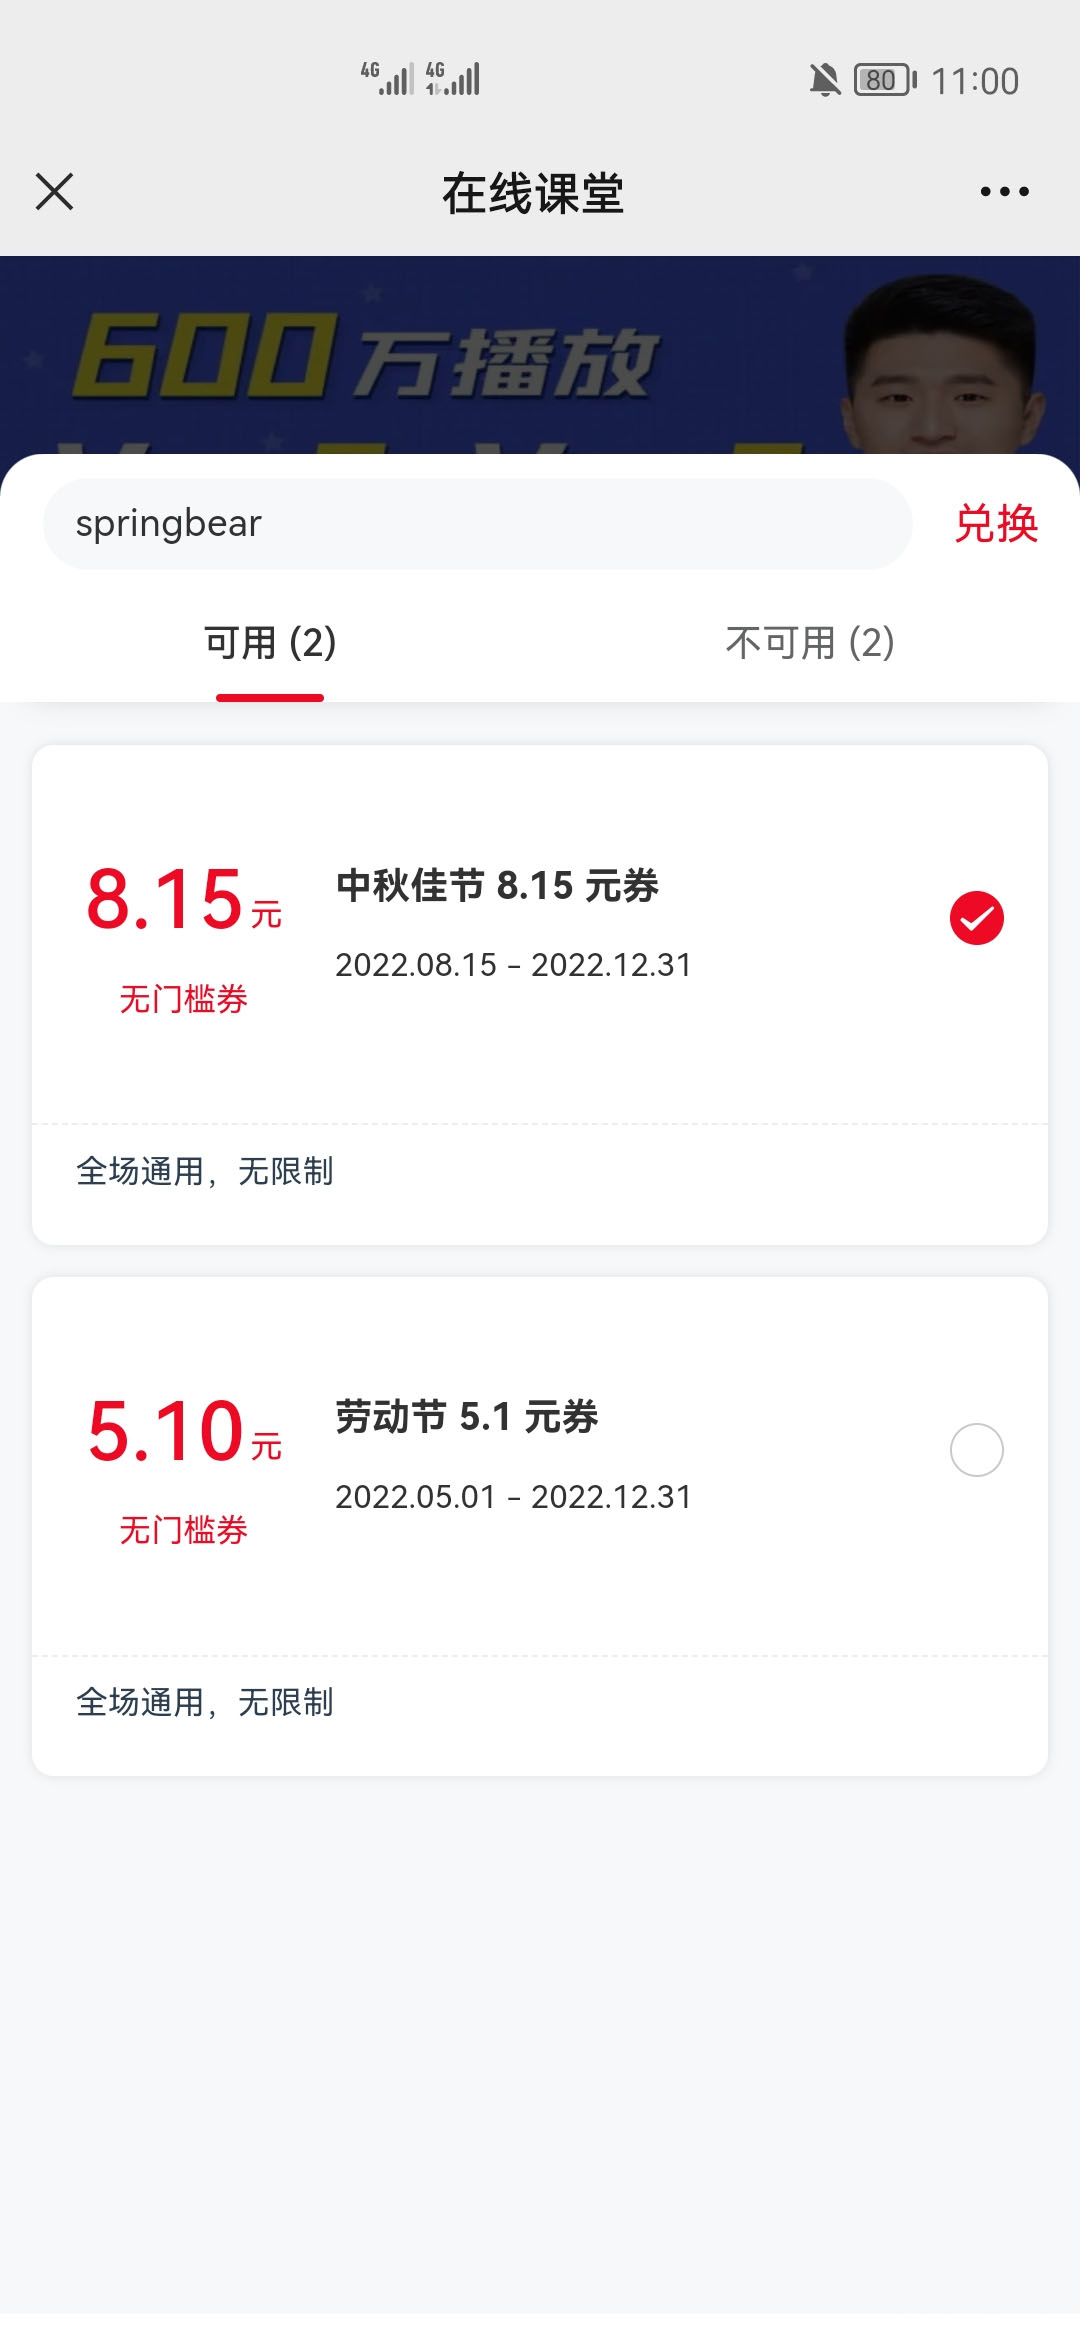 4G 4G 80 11:00
在线课堂
600万播放
springbear 兑换
可用 (2) 不可用 (2)
8.15元 中秋佳节 8.15 元券
2022.08.15 - 2022.12.31
无门槛券
全场通用，无限制
5.10元 劳动节 5.1 元券
2022.05.01 - 2022.12.31
无门槛券
全场通用，无限制